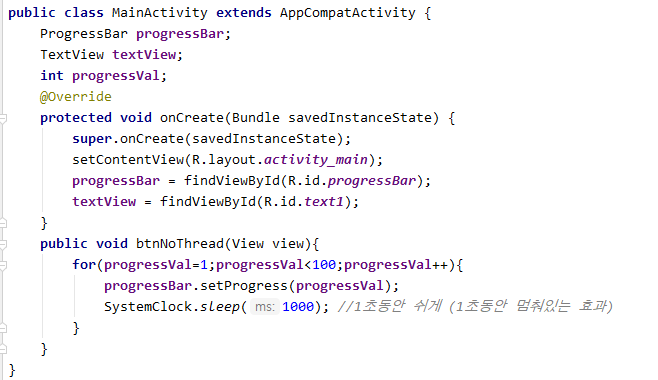 public class MainActivity extends AppCompatActivity {
ProgressBar progressBar;
TextView textView;
int progressVal;
@Override
protected void onCreate(Bundle savedInstanceState) {
super.onCreate(savedInstanceState);
setContentView(R.layout.activity_main);
progressBar = findViewById(R.id.progressBar);
textView = findViewById(R.id.text1);
}
public void btnNoThread(View view){
for(progressVal=1;progressVal<100;progressVal++){
progressBar.setProgress(progressVal);
SystemClock.sleep( ms: 1000); //1초동안 쉬게 (1초동안 멈춰있는 효과)
}
}
}